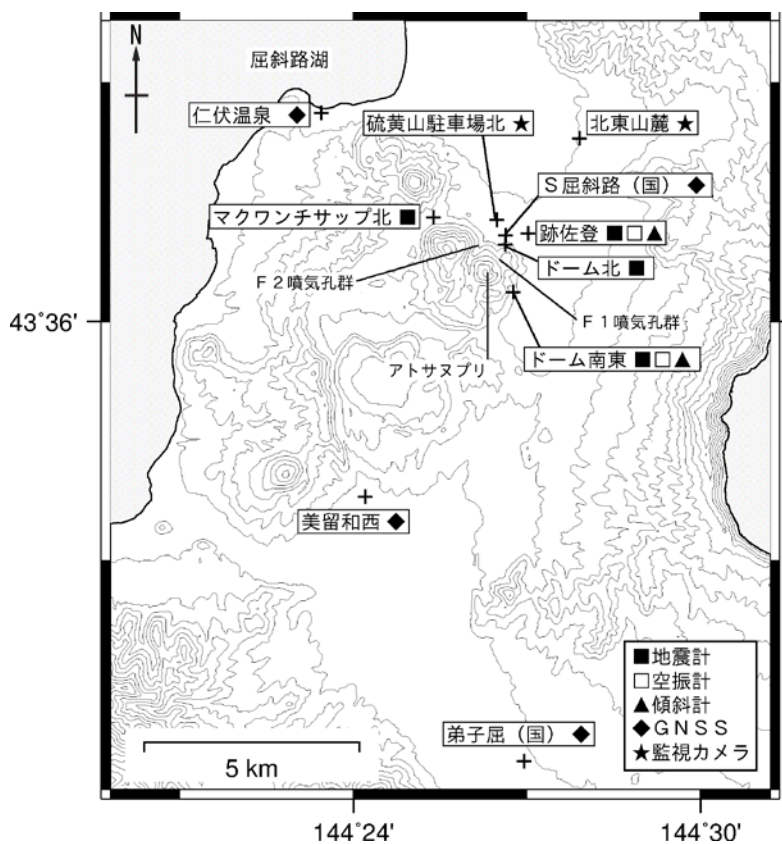 N
屈斜路湖
仁伏温泉 ◆
硫黄山駐車場北 ★
北東山麓 ★
S屈斜路（国） ◆
マクワンチサップ北 ■
跡佐登 ■□▲
ドーム北 ■
F2噴気孔群
F1噴気孔群
43˚36'
アトサヌプリ
ドーム南東 ■□▲
美留和西 ◆
■地震計
□空振計
▲傾斜計
◆GNSS
★監視カメラ
弟子屈（国） ◆
5 km
144˚24'
144˚30'